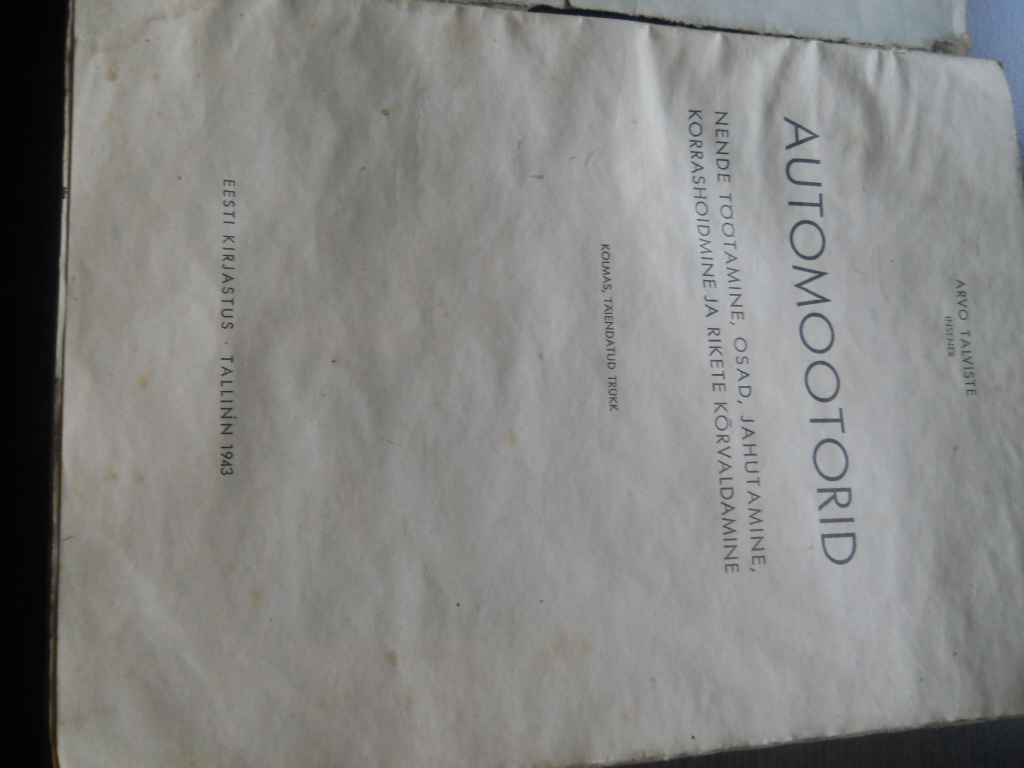 ARVO TALVISTE
INSENER
AUTOMOOTORID
NENDE TÖÖTAMINE, OSAD, JAHUTAMINE,
KORRASHOIDMINE JA RIKETE KÕRVALDAMINE
KOLMAS, TÄIENDATUD TRÜKK
EESTI KIRJASTUS · TALLINN 1943